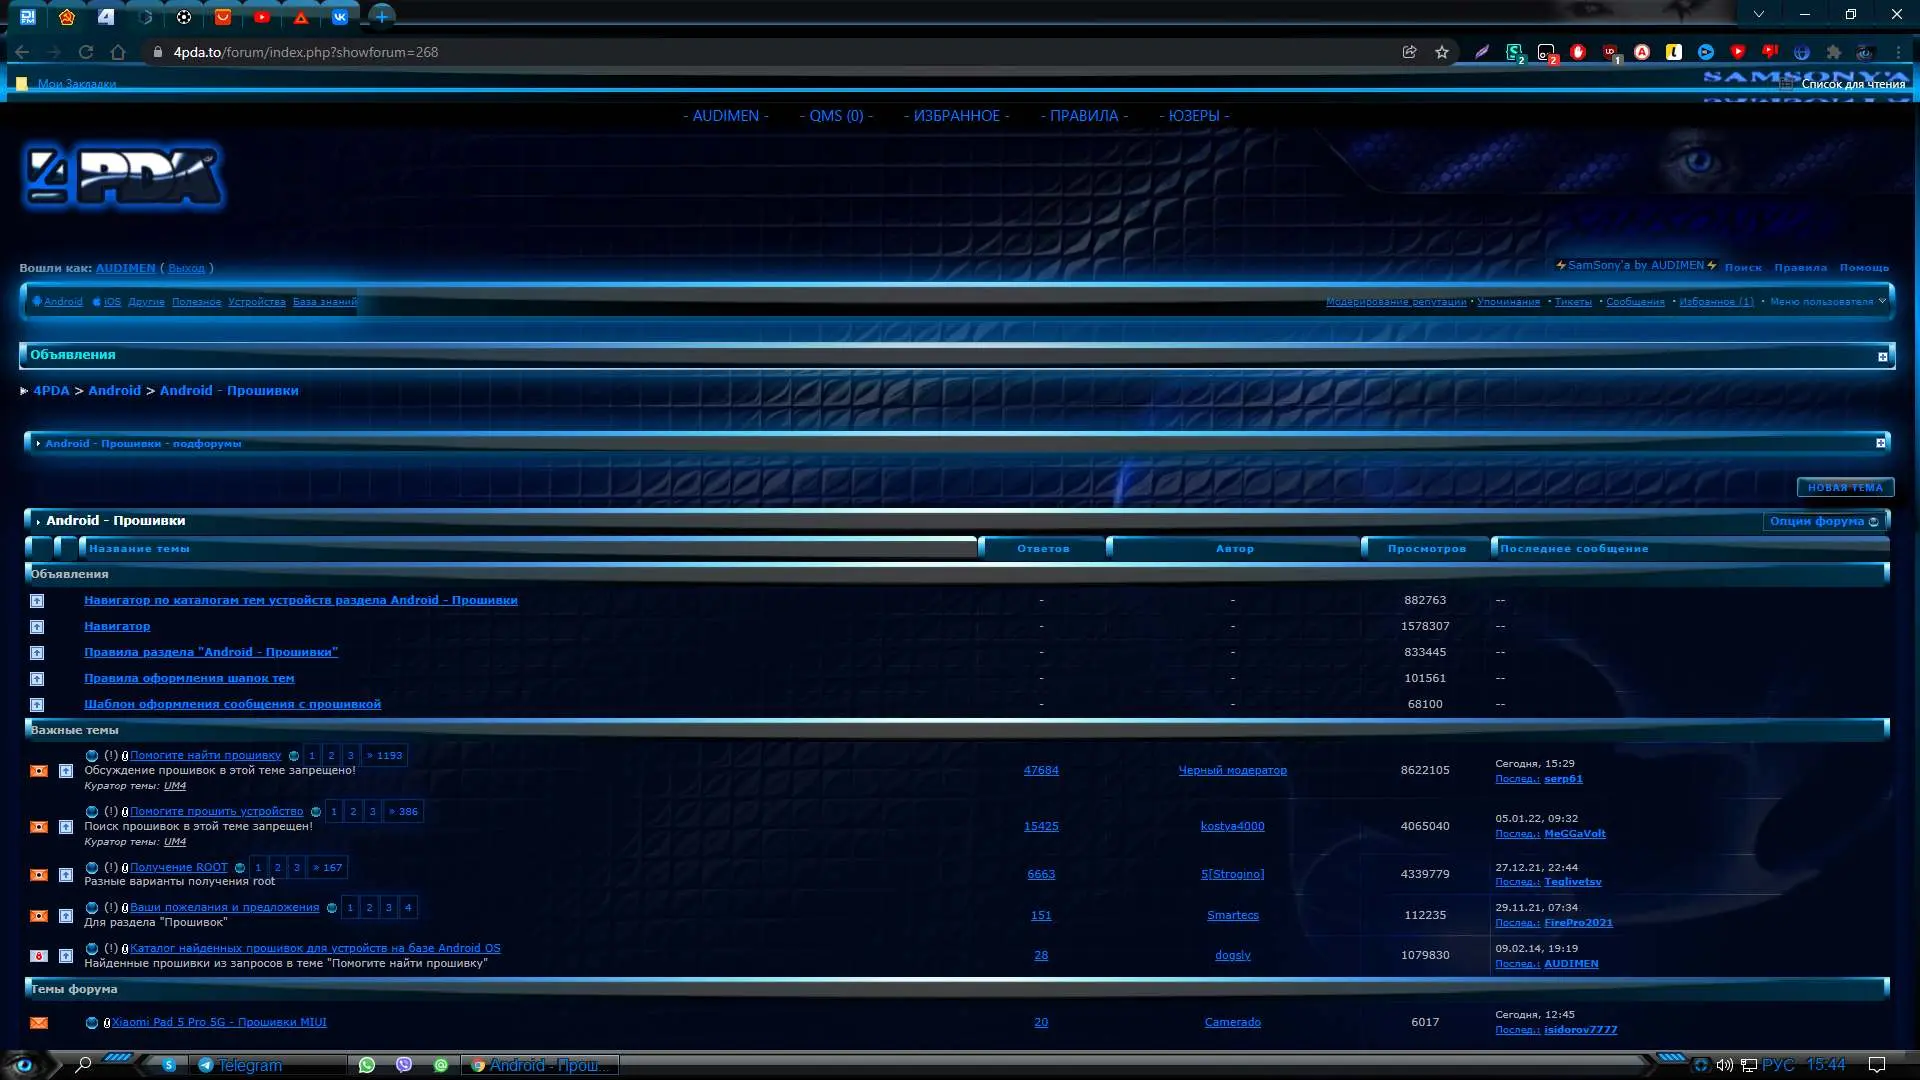 4pda.to/forum/index.php?showforum=268
Мои Закладки
SAMSONY'A
Список для чтения
- AUDIMEN - - QMS (0) - - ИЗБРАННОЕ - - ПРАВИЛА - - ЮЗЕРЫ -
4PDA
Вошли как: AUDIMEN ( Выход )
⚡SamSony'a by AUDIMEN⚡ Поиск Правила Помощь
Android iOS Другие Полезное Устройства База знаний
Модерирование репутации · Упоминания · Тикеты · Сообщения · Избранное (1) · Меню пользователя
Объявления
4PDA > Android > Android - Прошивки
Android - Прошивки - подфорумы
НОВАЯ ТЕМА
Android - Прошивки Опции форума
Название темы Ответов Автор Просмотров Последнее сообщение
Объявления
Навигатор по каталогам тем устройств раздела Android - Прошивки - - 882763 --
Навигатор - - 1578307 --
Правила раздела "Android - Прошивки" - - 833445 --
Правила оформления шапок тем - - 101561 --
Шаблон оформления сообщения с прошивкой - - 68100 --
Важные темы
(!) Помогите найти прошивку 1 2 3 » 1193
Обсуждение прошивок в этой теме запрещено!
Куратор темы: UM4
47684 Черный модератор 8622105
Сегодня, 15:29
Послед.: serp61
(!) Помогите прошить устройство 1 2 3 » 386
Поиск прошивок в этой теме запрещен!
Куратор темы: UM4
15425 kostya4000 4065040
05.01.22, 09:32
Послед.: MeGGaVolt
(!) Получение ROOT 1 2 3 » 167
Разные варианты получения root
6663 5[Strogino] 4339779
27.12.21, 22:44
Послед.: Teglivetsv
(!) Ваши пожелания и предложения 1 2 3 4
Для раздела "Прошивок"
151 Smartecs 112235
29.11.21, 07:34
Послед.: FirePro2021
(!) Каталог найденных прошивок для устройств на базе Android OS
Найденные прошивки из запросов в теме "Помогите найти прошивку"
28 dogsly 1079830
09.02.14, 19:19
Послед.: AUDIMEN
Темы форума
Xiaomi Pad 5 Pro 5G - Прошивки MIUI
20 Camerado 6017
Сегодня, 12:45
Послед.: isidorov7777
Telegram Android - Прош... РУС 15:44